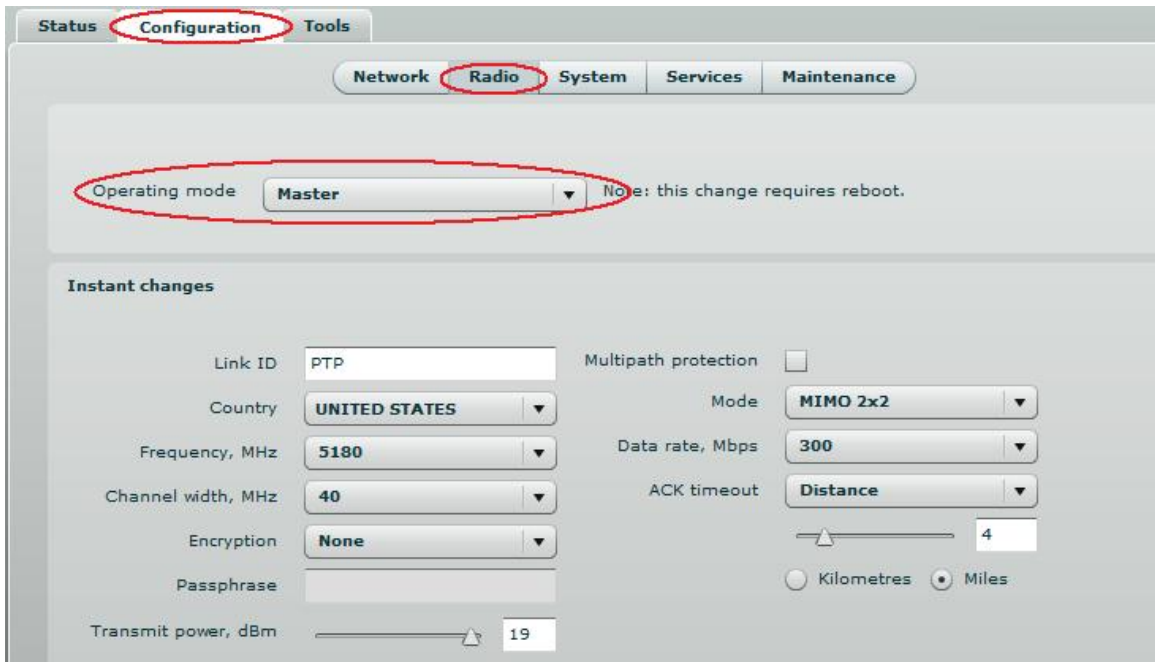 Status Configuration Tools
Network Radio System Services Maintenance
Operating mode Master Note: this change requires reboot.
Instant changes
Link ID PTP Multipath protection
Country UNITED STATES Mode MIMO 2x2
Frequency, MHz 5180 Data rate, Mbps 300
Channel width, MHz 40 ACK timeout Distance
Encryption None 4
Passphrase Kilometres Miles
Transmit power, dBm 19